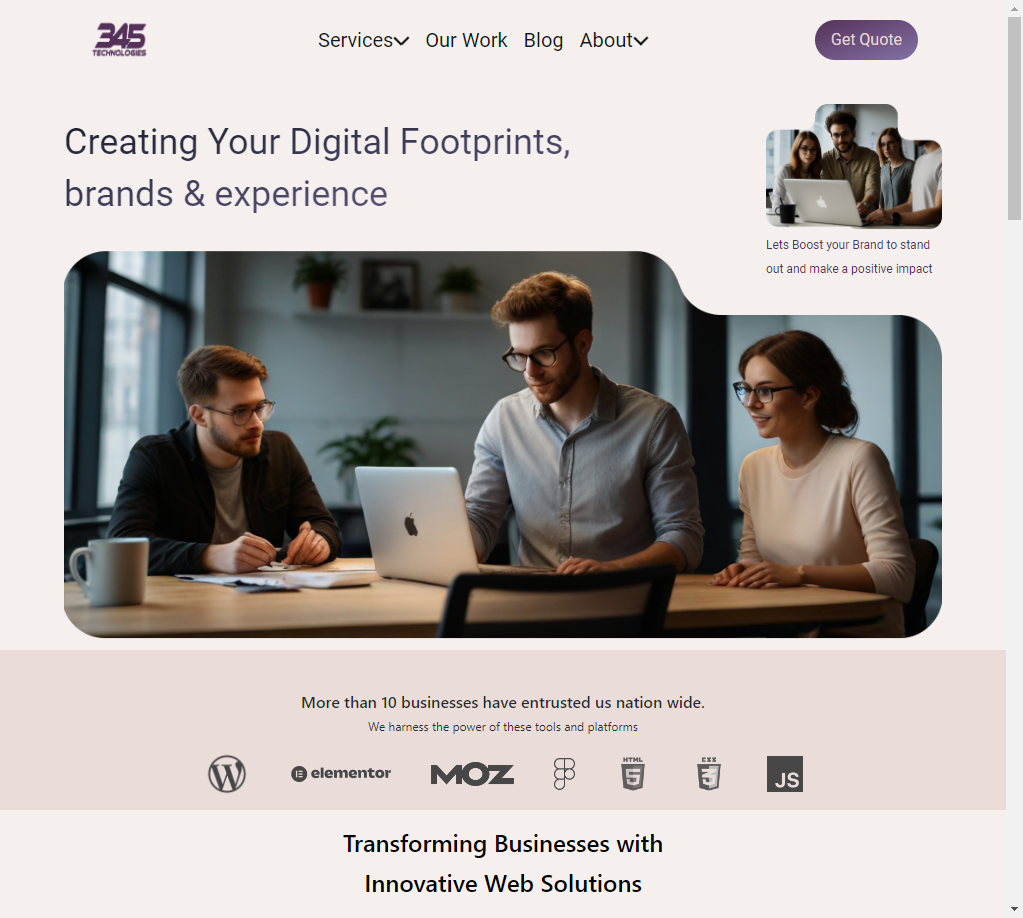 345
TECHNOLOGIES
Services Our Work Blog About
Get Quote
Creating Your Digital Footprints,
brands & experience
Lets Boost your Brand to stand
out and make a positive impact
More than 10 businesses have entrusted us nation wide.
We harness the power of these tools and platforms
W elementor MOZ HTML 5 CSS 3 JS
Transforming Businesses with
Innovative Web Solutions